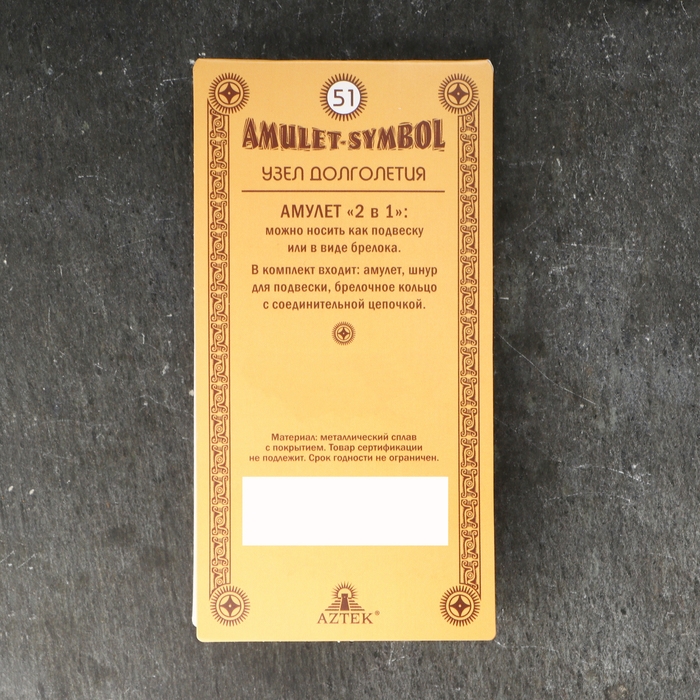 51
AMULET-SYMBOL
УЗЕЛ ДОЛГОЛЕТИЯ
АМУЛЕТ «2 в 1»:
можно носить как подвеску
или в виде брелока.
В комплект входит: амулет, шнур
для подвески, брелочное кольцо
с соединительной цепочкой.
Материал: металлический сплав
с покрытием. Товар сертификации
не подлежит. Срок годности не ограничен.
AZTEK®